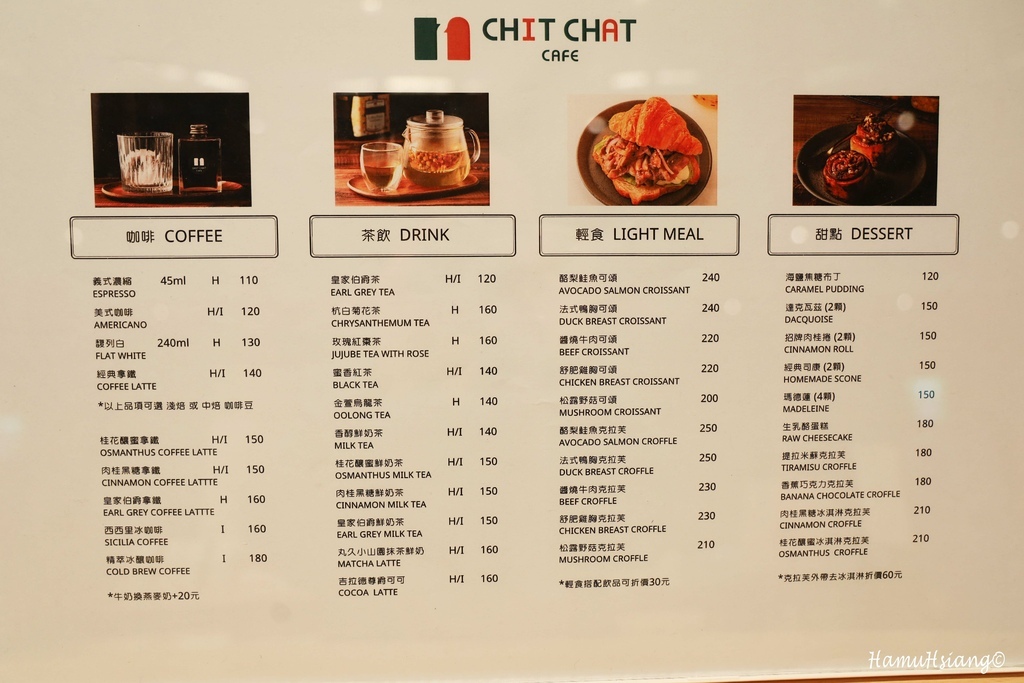 CHIT CHAT
CAFE
咖啡 COFFEE
義式濃縮 45ml H 110
ESPRESSO
美式咖啡 H/I 120
AMERICANO
馥列白 240ml H 130
FLAT WHITE
經典拿鐵 H/I 140
COFFEE LATTE
*以上品項可選 淺焙 或 中焙 咖啡豆
桂花釀蜜拿鐵 H/I 150
OSMANTHUS COFFEE LATTE
肉桂黑糖拿鐵 H/I 150
CINNAMON COFFEE LATTTE
皇家伯爵拿鐵 H 160
EARL GREY COFFEE LATTTE
西西里冰咖啡 I 160
SICILIA COFFEE
精萃冰釀咖啡 I 180
COLD BREW COFFEE
*牛奶換燕麥奶+20元
茶飲 DRINK
皇家伯爵茶 H/I 120
EARL GREY TEA
杭白菊花茶 H 160
CHRYSANTHEMUM TEA
玫瑰紅棗茶 H 160
JUJUBE TEA WITH ROSE
蜜香紅茶 H/I 140
BLACK TEA
金萱烏龍茶 H 140
OOLONG TEA
香醇鮮奶茶 H/I 140
MILK TEA
桂花釀蜜鮮奶茶 H/I 150
OSMANTHUS MILK TEA
肉桂黑糖鮮奶茶 H/I 150
CINNAMON MILK TEA
皇家伯爵鮮奶茶 H/I 150
EARL GREY MILK TEA
丸久小山園抹茶鮮奶 H/I 160
MATCHA LATTE
吉拉德尊爵可可 H/I 160
COCOA LATTE
輕食 LIGHT MEAL
酪梨鮭魚可頌 240
AVOCADO SALMON CROISSANT
法式鴨胸可頌 240
DUCK BREAST CROISSANT
醬燒牛肉可頌 220
BEEF CROISSANT
舒肥雞胸可頌 220
CHICKEN BREAST CROISSANT
松露野菇可頌 200
MUSHROOM CROISSANT
酪梨鮭魚克拉芙 250
AVOCADO SALMON CROFFLE
法式鴨胸克拉芙 250
DUCK BREAST CROFFLE
醬燒牛肉克拉芙 230
BEEF CROFFLE
舒肥雞胸克拉芙 230
CHICKEN BREAST CROFFLE
松露野菇克拉芙 210
MUSHROOM CROFFLE
*輕食搭配飲品可折價30元
甜點 DESSERT
海鹽焦糖布丁 120
CARAMEL PUDDING
達克瓦茲 (2顆) 150
DACQUOISE
招牌肉桂捲 (2顆) 150
CINNAMON ROLL
經典司康 (2顆) 150
HOMEMADE SCONE
瑪德蓮 (4顆) 150
MADELEINE
生乳酪蛋糕 180
RAW CHEESECAKE
提拉米蘇克拉芙 180
TIRAMISU CROFFLE
香蕉巧克力克拉芙 180
BANANA CHOCOLATE CROFFLE
肉桂黑糖冰淇淋克拉芙 210
CINNAMON CROFFLE
桂花釀蜜冰淇淋克拉芙 210
OSMANTHUS CROFFLE
*克拉芙外帶去冰淇淋折價60元
HamuHsiang©